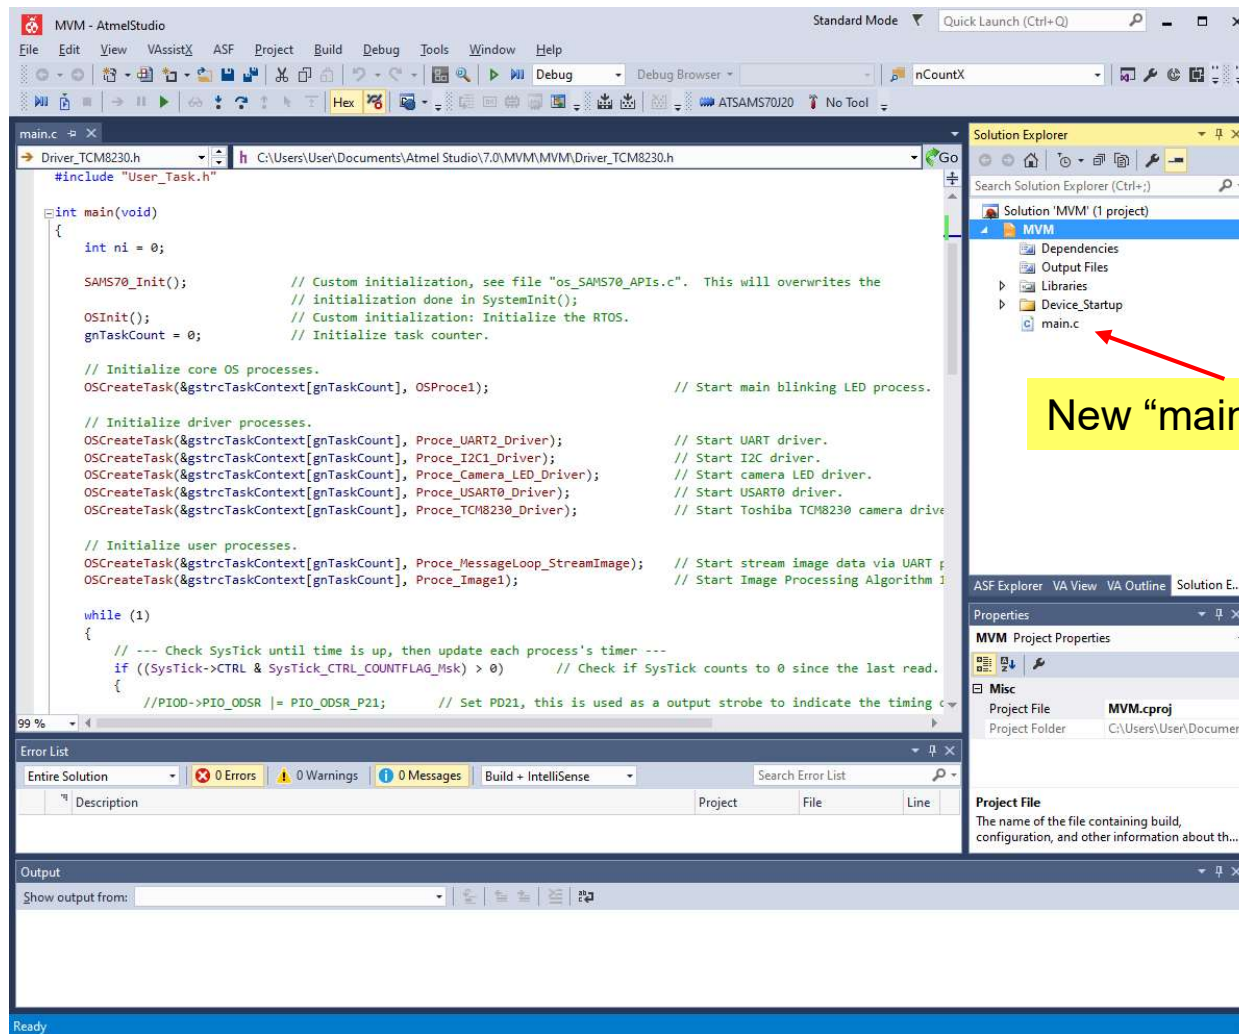 MVM - AtmelStudio
Standard Mode
Quick Launch (Ctrl+Q)
File Edit View VAssistX ASF Project Build Debug Tools Window Help
Debug
Debug Browser
nCountX
Hex
ATSAMS70J20
No Tool
main.c
Driver_TCM8230.h
h C:\Users\User\Documents\Atmel Studio\7.0\MVM\MVM\Driver_TCM8230.h
Go
#include "User_Task.h"
int main(void)
{
int ni = 0;
SAMS70_Init(); // Custom initialization, see file "os_SAMS70_APIs.c". This will overwrites the
// initialization done in SystemInit();
OSInit(); // Custom initialization: Initialize the RTOS.
gnTaskCount = 0; // Initialize task counter.
// Initialize core OS processes.
OSCreateTask(&gstrcTaskContext[gnTaskCount], OSProce1); // Start main blinking LED process.
// Initialize driver processes.
OSCreateTask(&gstrcTaskContext[gnTaskCount], Proce_UART2_Driver); // Start UART driver.
OSCreateTask(&gstrcTaskContext[gnTaskCount], Proce_I2C1_Driver); // Start I2C driver.
OSCreateTask(&gstrcTaskContext[gnTaskCount], Proce_Camera_LED_Driver); // Start camera LED driver.
OSCreateTask(&gstrcTaskContext[gnTaskCount], Proce_USART0_Driver); // Start USART0 driver.
OSCreateTask(&gstrcTaskContext[gnTaskCount], Proce_TCM8230_Driver); // Start Toshiba TCM8230 camera drive
// Initialize user processes.
OSCreateTask(&gstrcTaskContext[gnTaskCount], Proce_MessageLoop_StreamImage); // Start stream image data via UART p
OSCreateTask(&gstrcTaskContext[gnTaskCount], Proce_Image1); // Start Image Processing Algorithm 1
while (1)
{
// --- Check SysTick until time is up, then update each process's timer ---
if ((SysTick->CTRL & SysTick_CTRL_COUNTFLAG_Msk) > 0) // Check if SysTick counts to 0 since the last read.
{
//PIOD->PIO_ODSR |= PIO_ODSR_P21; // Set PD21, this is used as a output strobe to indicate the timing
99 %
Solution Explorer
Search Solution Explorer (Ctrl+;)
Solution 'MVM' (1 project)
MVM
Dependencies
Output Files
Libraries
Device_Startup
main.c
New “main
ASF Explorer VA View VA Outline Solution E...
Properties
MVM Project Properties
Misc
Project File MVM.cproj
Project Folder C:\Users\User\Documen
Project File
The name of the file containing build,
configuration, and other information about th...
Error List
Entire Solution
0 Errors
0 Warnings
0 Messages
Build + IntelliSense
Search Error List
Description Project File Line
Output
Show output from:
Ready